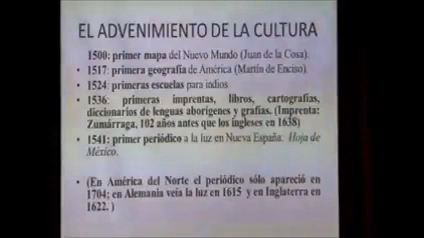 EL ADVENIMIENTO DE LA CULTURA
1500: primer mapa del Nuevo Mundo (Juan de la Cosa).
• 1517: primera geografía de América (Martín de Enciso).
• 1524: primeras escuelas para indios
• 1536: primeras imprentas, libros, cartografías,
diccionarios de lenguas aborígenes y grafías. (Imprenta:
Zumárraga, 102 años antes que los ingleses en 1638)
• 1541: primer periódico a la luz en Nueva España. Hoja de
México.
• (En América del Norte el periódico sólo apareció en
1704; en Alemania veía la luz en 1615 y en Inglaterra en
1622. )